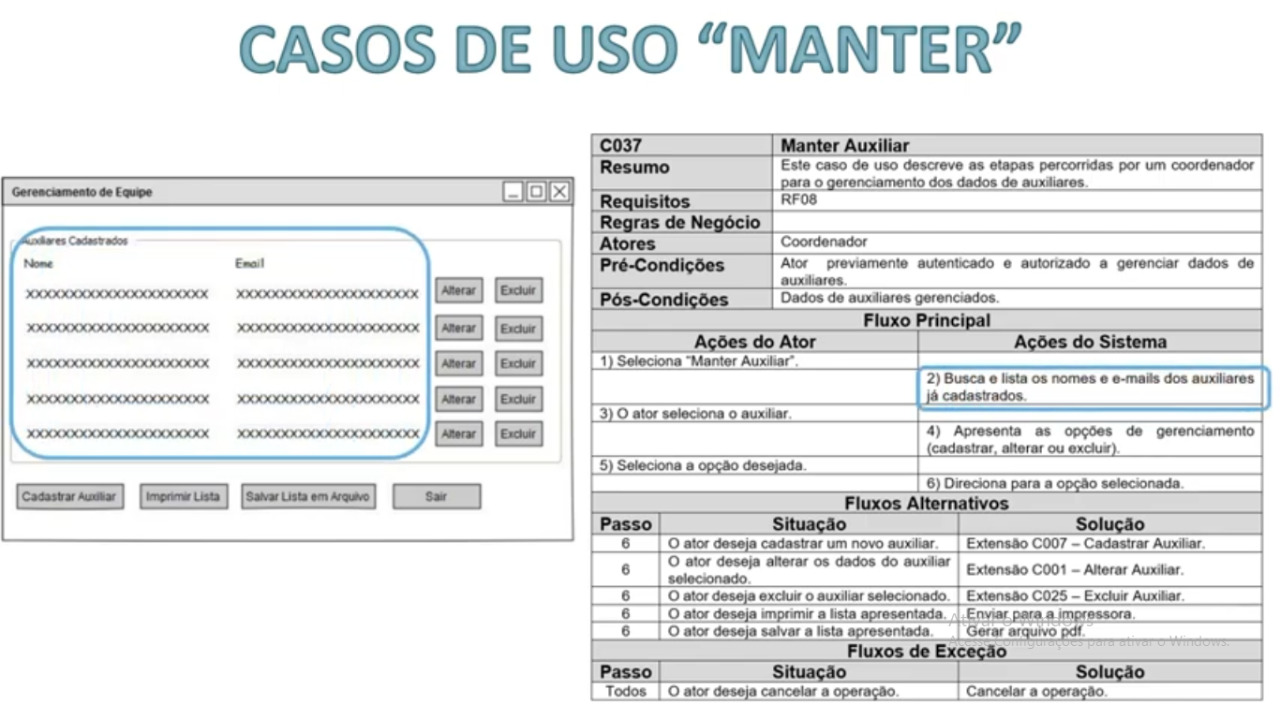 CASOS DE USO “MANTER”
Gerenciamento de Equipe
Auxiliares Cadastrados
Nome Email
XXXXXXXXXXXXXXXXXXXXX XXXXXXXXXXXXXXXXXXXXX Alterar Excluir
XXXXXXXXXXXXXXXXXXXXX XXXXXXXXXXXXXXXXXXXXX Alterar Excluir
XXXXXXXXXXXXXXXXXXXXX XXXXXXXXXXXXXXXXXXXXX Alterar Excluir
XXXXXXXXXXXXXXXXXXXXX XXXXXXXXXXXXXXXXXXXXX Alterar Excluir
XXXXXXXXXXXXXXXXXXXXX XXXXXXXXXXXXXXXXXXXXX Alterar Excluir
Cadastrar Auxiliar Imprimir Lista Salvar Lista em Arquivo Sair
C037 Manter Auxiliar
Resumo Este caso de uso descreve as etapas percorridas por um coordenador
para o gerenciamento dos dados de auxiliares.
Requisitos RF08
Regras de Negócio
Atores Coordenador
Pré-Condições Ator previamente autenticado e autorizado a gerenciar dados de
auxiliares.
Pós-Condições Dados de auxiliares gerenciados.
Fluxo Principal
Ações do Ator Ações do Sistema
1) Seleciona “Manter Auxiliar”.
2) Busca e lista os nomes e e-mails dos auxiliares
já cadastrados.
3) O ator seleciona o auxiliar.
4) Apresenta as opções de gerenciamento
(cadastrar, alterar ou excluir).
5) Seleciona a opção desejada.
6) Direciona para a opção selecionada.
Fluxos Alternativos
Passo Situação Solução
6 O ator deseja cadastrar um novo auxiliar. Extensão C007 – Cadastrar Auxiliar.
6 O ator deseja alterar os dados do auxiliar
selecionado. Extensão C001 – Alterar Auxiliar.
6 O ator deseja excluir o auxiliar selecionado. Extensão C025 – Excluir Auxiliar.
6 O ator deseja imprimir a lista apresentada. Enviar para a impressora.
6 O ator deseja salvar a lista apresentada. Gerar arquivo pdf.
Ativar o Windows
Acesse Configurações para ativar o Windows.
Fluxos de Exceção
Passo Situação Solução
Todos O ator deseja cancelar a operação. Cancelar a operação.